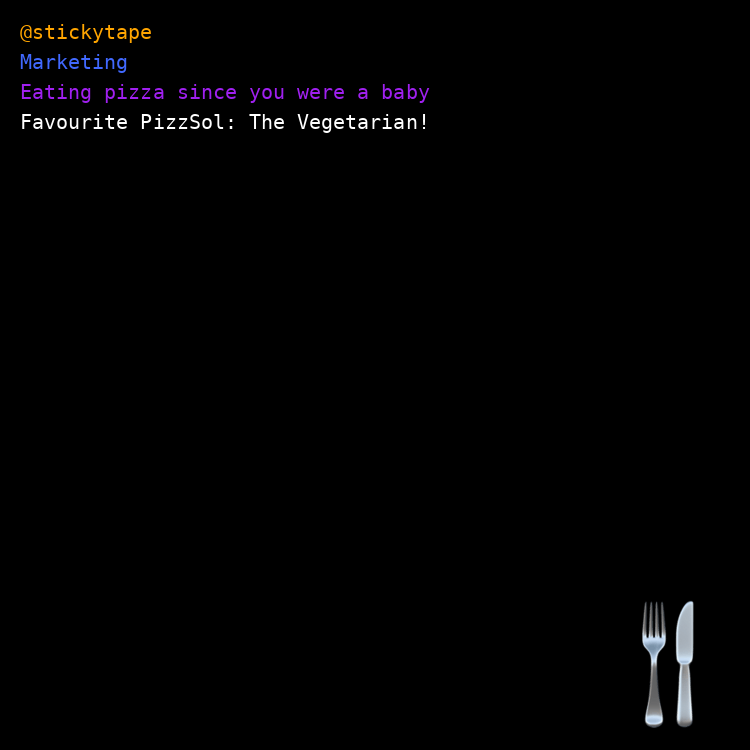 @stickytape
Marketing
Eating pizza since you were a baby
Favourite PizzSol: The Vegetarian!